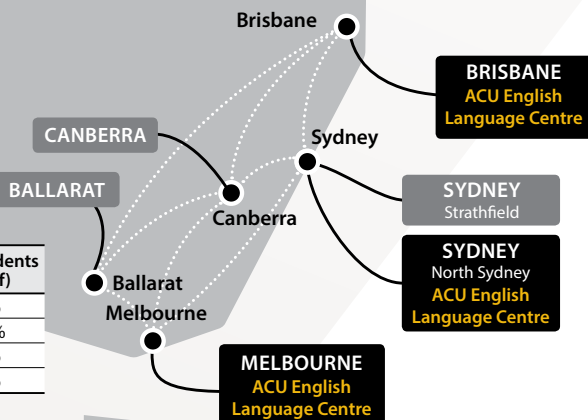 Brisbane
BRISBANE
ACU English
Language Centre
CANBERRA
Sydney
BALLARAT
SYDNEY
Strathfield
Canberra
SYDNEY
North Sydney
ACU English
Language Centre
Ballarat
Melbourne
MELBOURNE
ACU English
Language Centre